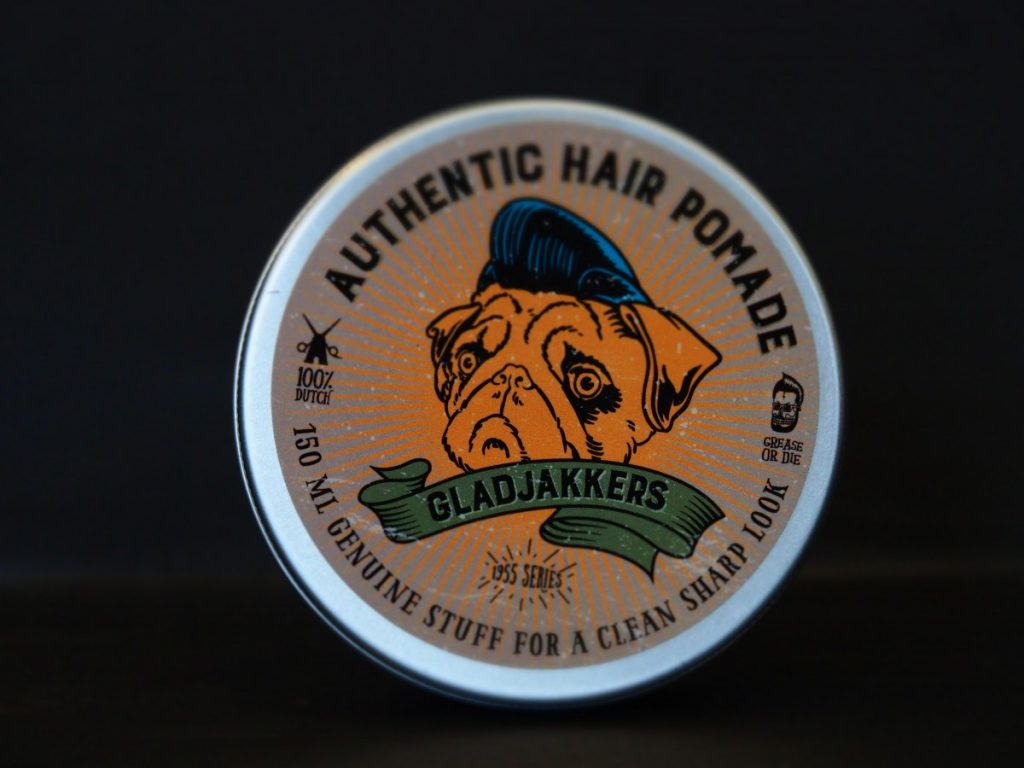 AUTHENTIC HAIR POMADE
100%
DUTCH
GREASE
OR DIE
GLADJAKKERS
1955 SERIES
150 ML GENUINE STUFF FOR A CLEAN SHARP LOOK